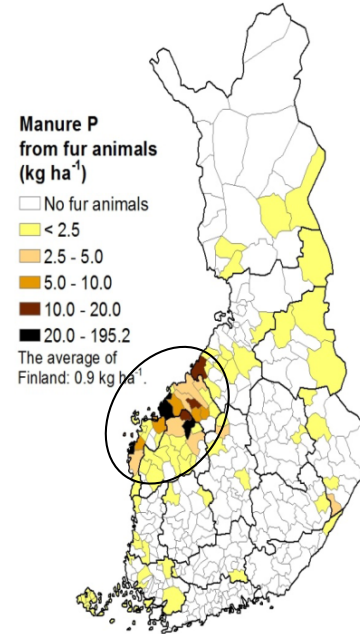 Manure P
from fur animals
(kg ha⁻¹)
No fur animals
< 2.5
2.5 - 5.0
5.0 - 10.0
10.0 - 20.0
20.0 - 195.2
The average of
Finland: 0.9 kg ha⁻¹.